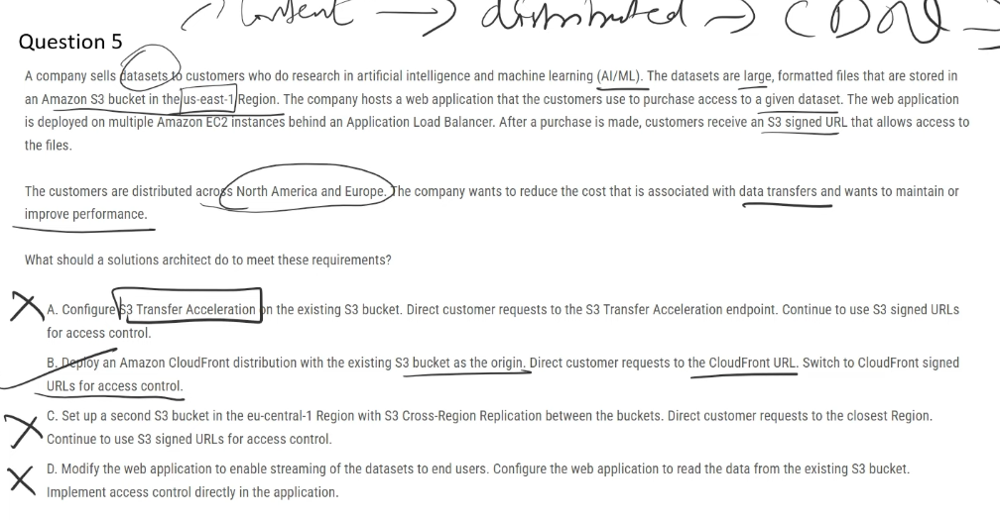 Content → distributed → CDN →
Question 5
A company sells datasets to customers who do research in artificial intelligence and machine learning (AI/ML). The datasets are large, formatted files that are stored in
an Amazon S3 bucket in the us-east-1 Region. The company hosts a web application that the customers use to purchase access to a given dataset. The web application
is deployed on multiple Amazon EC2 instances behind an Application Load Balancer. After a purchase is made, customers receive an S3 signed URL that allows access to
the files.
The customers are distributed across North America and Europe. The company wants to reduce the cost that is associated with data transfers and wants to maintain or
improve performance.
What should a solutions architect do to meet these requirements?
A. Configure S3 Transfer Acceleration on the existing S3 bucket. Direct customer requests to the S3 Transfer Acceleration endpoint. Continue to use S3 signed URLs
for access control.
B. Deploy an Amazon CloudFront distribution with the existing S3 bucket as the origin. Direct customer requests to the CloudFront URL. Switch to CloudFront signed
URLs for access control.
C. Set up a second S3 bucket in the eu-central-1 Region with S3 Cross-Region Replication between the buckets. Direct customer requests to the closest Region.
Continue to use S3 signed URLs for access control.
D. Modify the web application to enable streaming of the datasets to end users. Configure the web application to read the data from the existing S3 bucket.
Implement access control directly in the application.